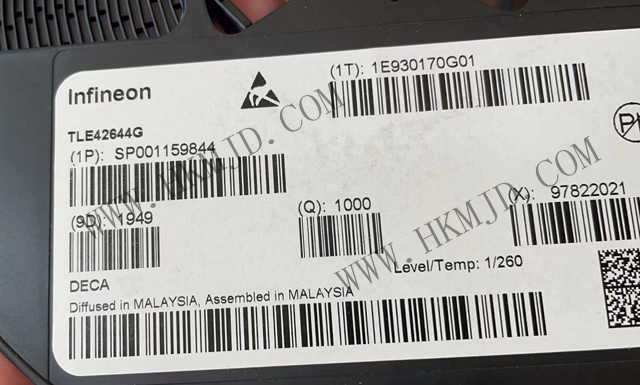 Infineon
(1T): 1E930170G01
TLE42644G
(1P): SP001159844
(9D): 1949
(Q): 1000
(X): 97822021
DECA
Level/Temp: 1/260
Diffused in MALAYSIA, Assembled in MALAYSIA
WWW.HKMJD.COM
WWW.HKMJD.COM